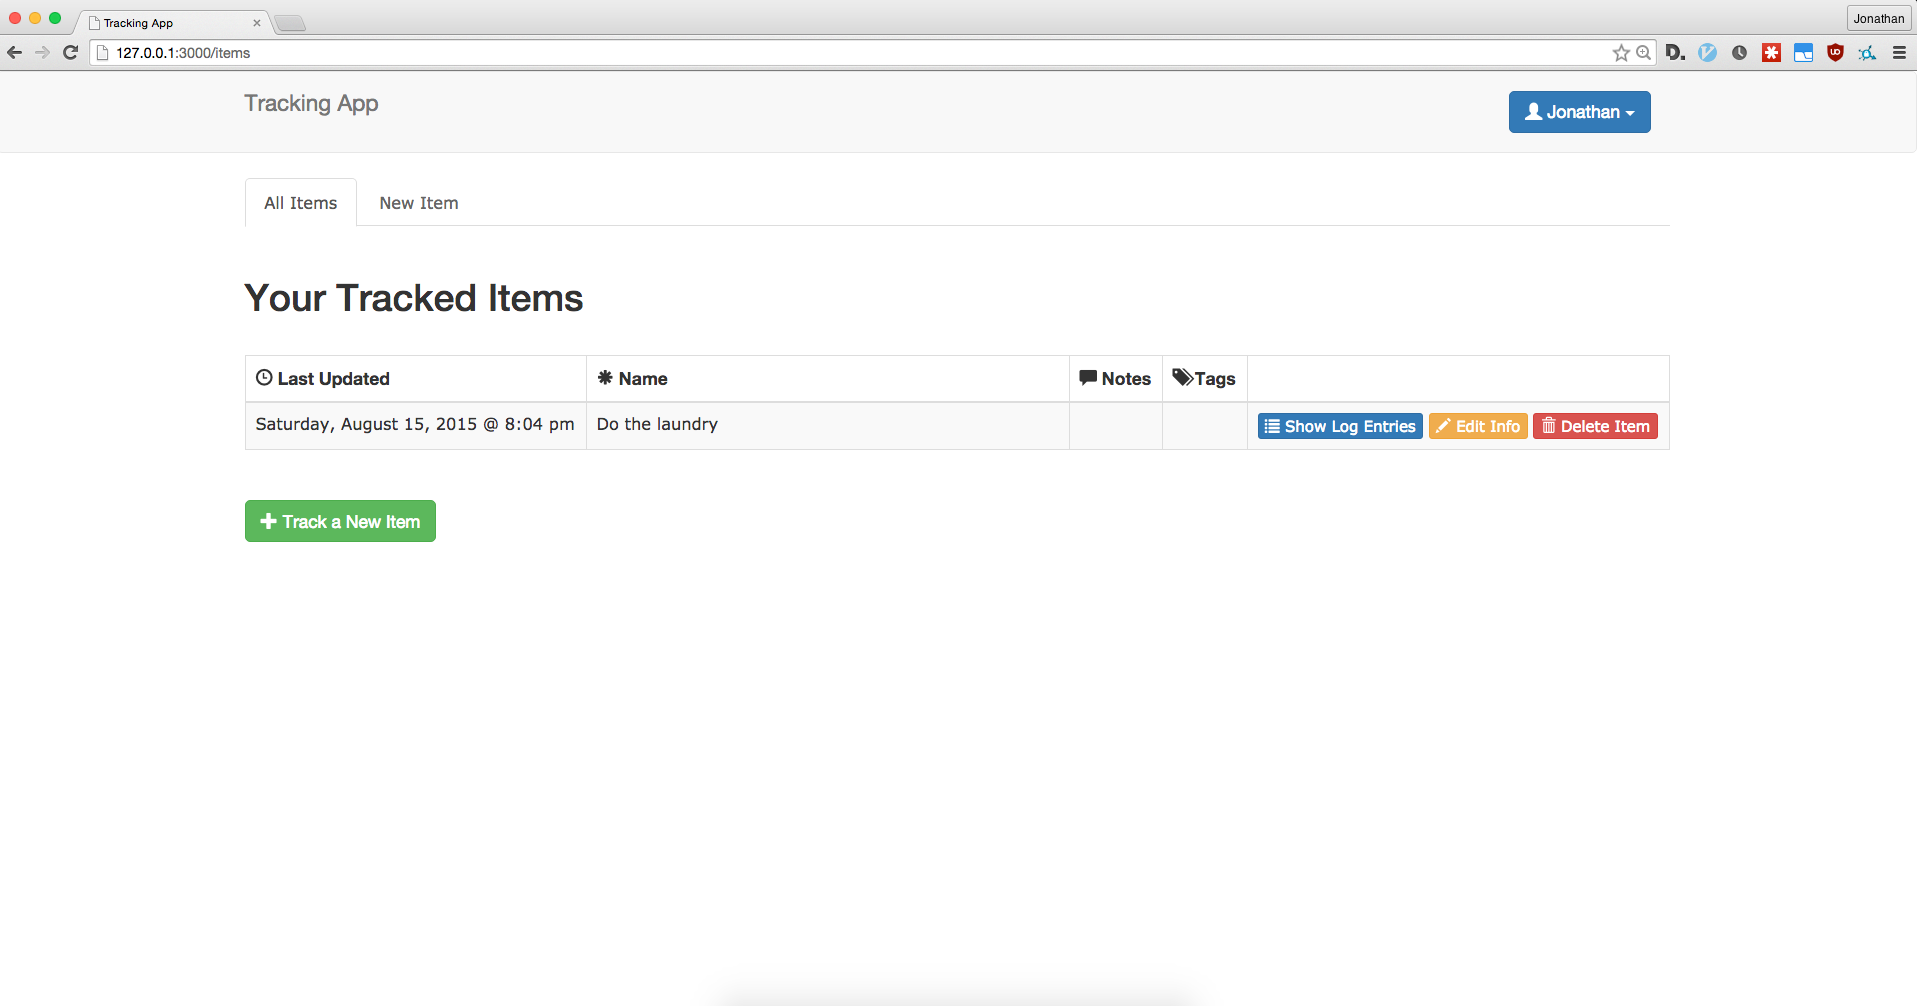 Tracking App
Jonathan
127.0.0.1:3000/items
Tracking App
Jonathan
All Items New Item
Your Tracked Items
Last Updated Name Notes Tags
Saturday, August 15, 2015 @ 8:04 pm Do the laundry Show Log Entries Edit Info Delete Item
Track a New Item